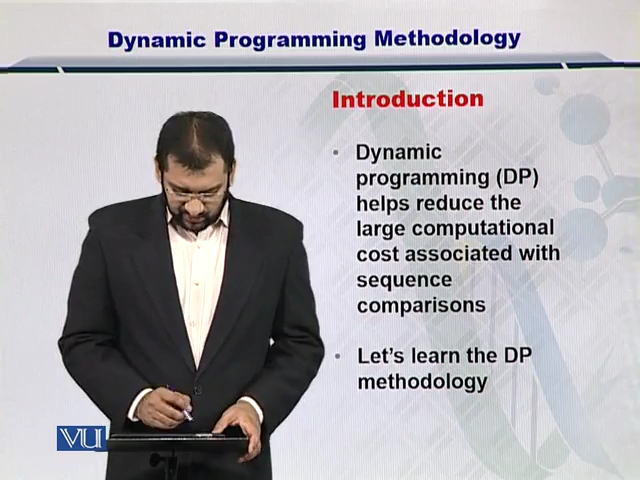 Dynamic Programming Methodology
Introduction
• Dynamic
programming (DP)
helps reduce the
large computational
cost associated with
sequence
comparisons
• Let's learn the DP
methodology
VU